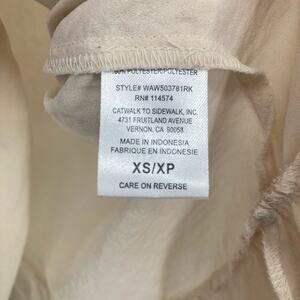 POLYESTER/POLYESTER
STYLE# WAW503781RK
RN# 114574
CATWALK TO SIDEWALK, INC.
4731 FRUITLAND AVENUE
VERNON, CA 90058
MADE IN INDONESIA
FABRIQUE EN INDONESIE
XS/XP
CARE ON REVERSE